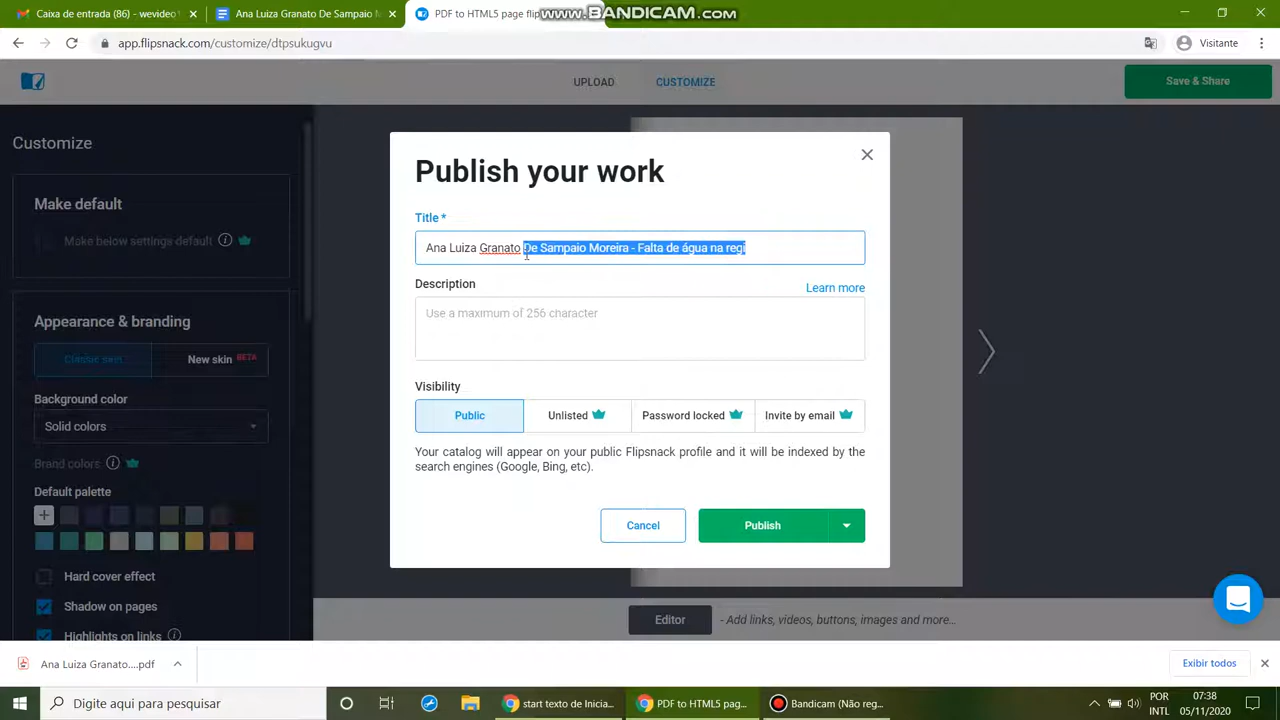 Caixa de entrada (86) - wevideo1
Ana Luiza Granato De Sampaio M
PDF to HTML5 page flip
www.BANDICAM.com
app.flipsnack.com/customize/dtpsukugvu
Visitante
UPLOAD
CUSTOMIZE
Save & Share
Customize
Make default
Make below settings default
Appearance & branding
Classic skin
New skin BETA
Background color
Solid colors
Brand colors:
Default palette
Hard cover effect
Shadow on pages
Highlights on links
Publish your work
Title *
Ana Luiza Granato De Sampaio Moreira - Falta de água na regi
Description
Learn more
Use a maximum of 256 character
Visibility
Public
Unlisted
Password locked
Invite by email
Your catalog will appear on your public Flipsnack profile and it will be indexed by the
search engines (Google, Bing, etc).
Cancel
Publish
Editor
- Add links, videos, buttons, images and more...
Ana Luiza Granato....pdf
Exibir todos
Digite aqui para pesquisar
start texto de Inicia...
PDF to HTML5 pag...
Bandicam (Não reg...
POR
INTL
07:38
05/11/2020